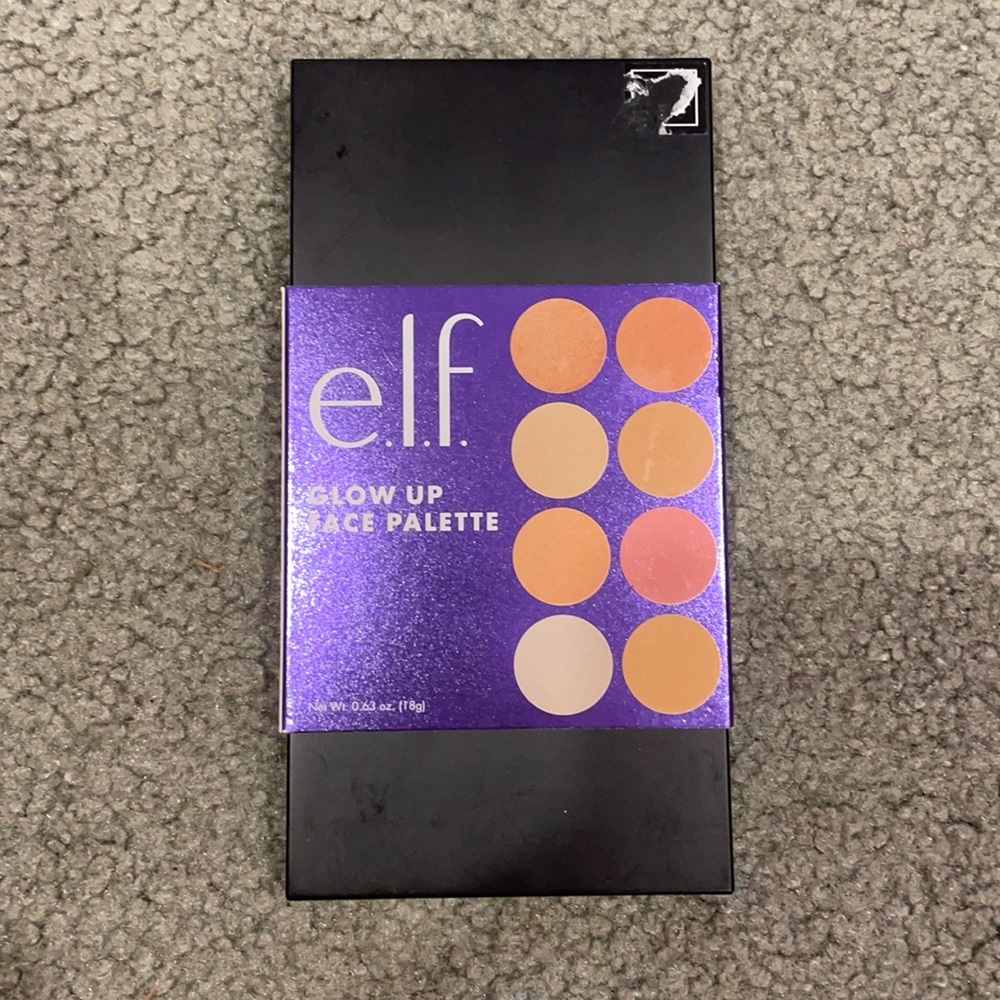 e.l.f.
GLOW UP
FACE PALETTE
Net Wt. 0.63 oz. (18g)